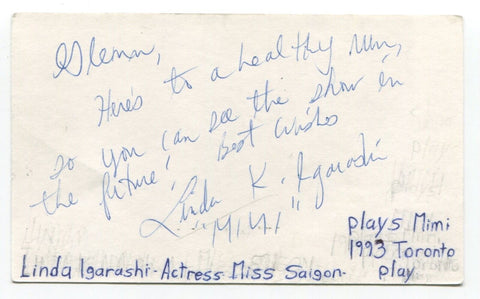 Glenn,
Here's to a healthy run,
so you can see the show in
the future! best wishes
Linda K. Igarashi
"Mimi"
plays Mimi
1993 Toronto
Linda Igarashi-Actress-Miss Saigon- play